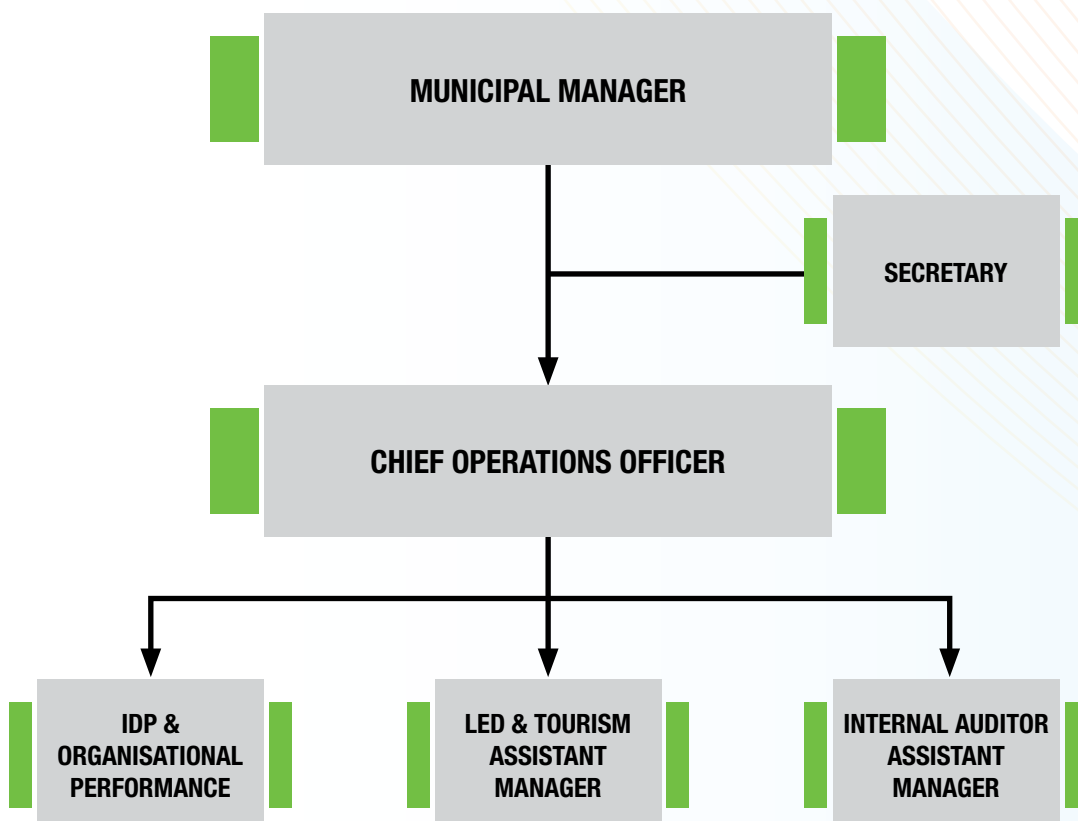 MUNICIPAL MANAGER
SECRETARY
CHIEF OPERATIONS OFFICER
IDP &
ORGANISATIONAL
PERFORMANCE
LED & TOURISM
ASSISTANT
MANAGER
INTERNAL AUDITOR
ASSISTANT
MANAGER